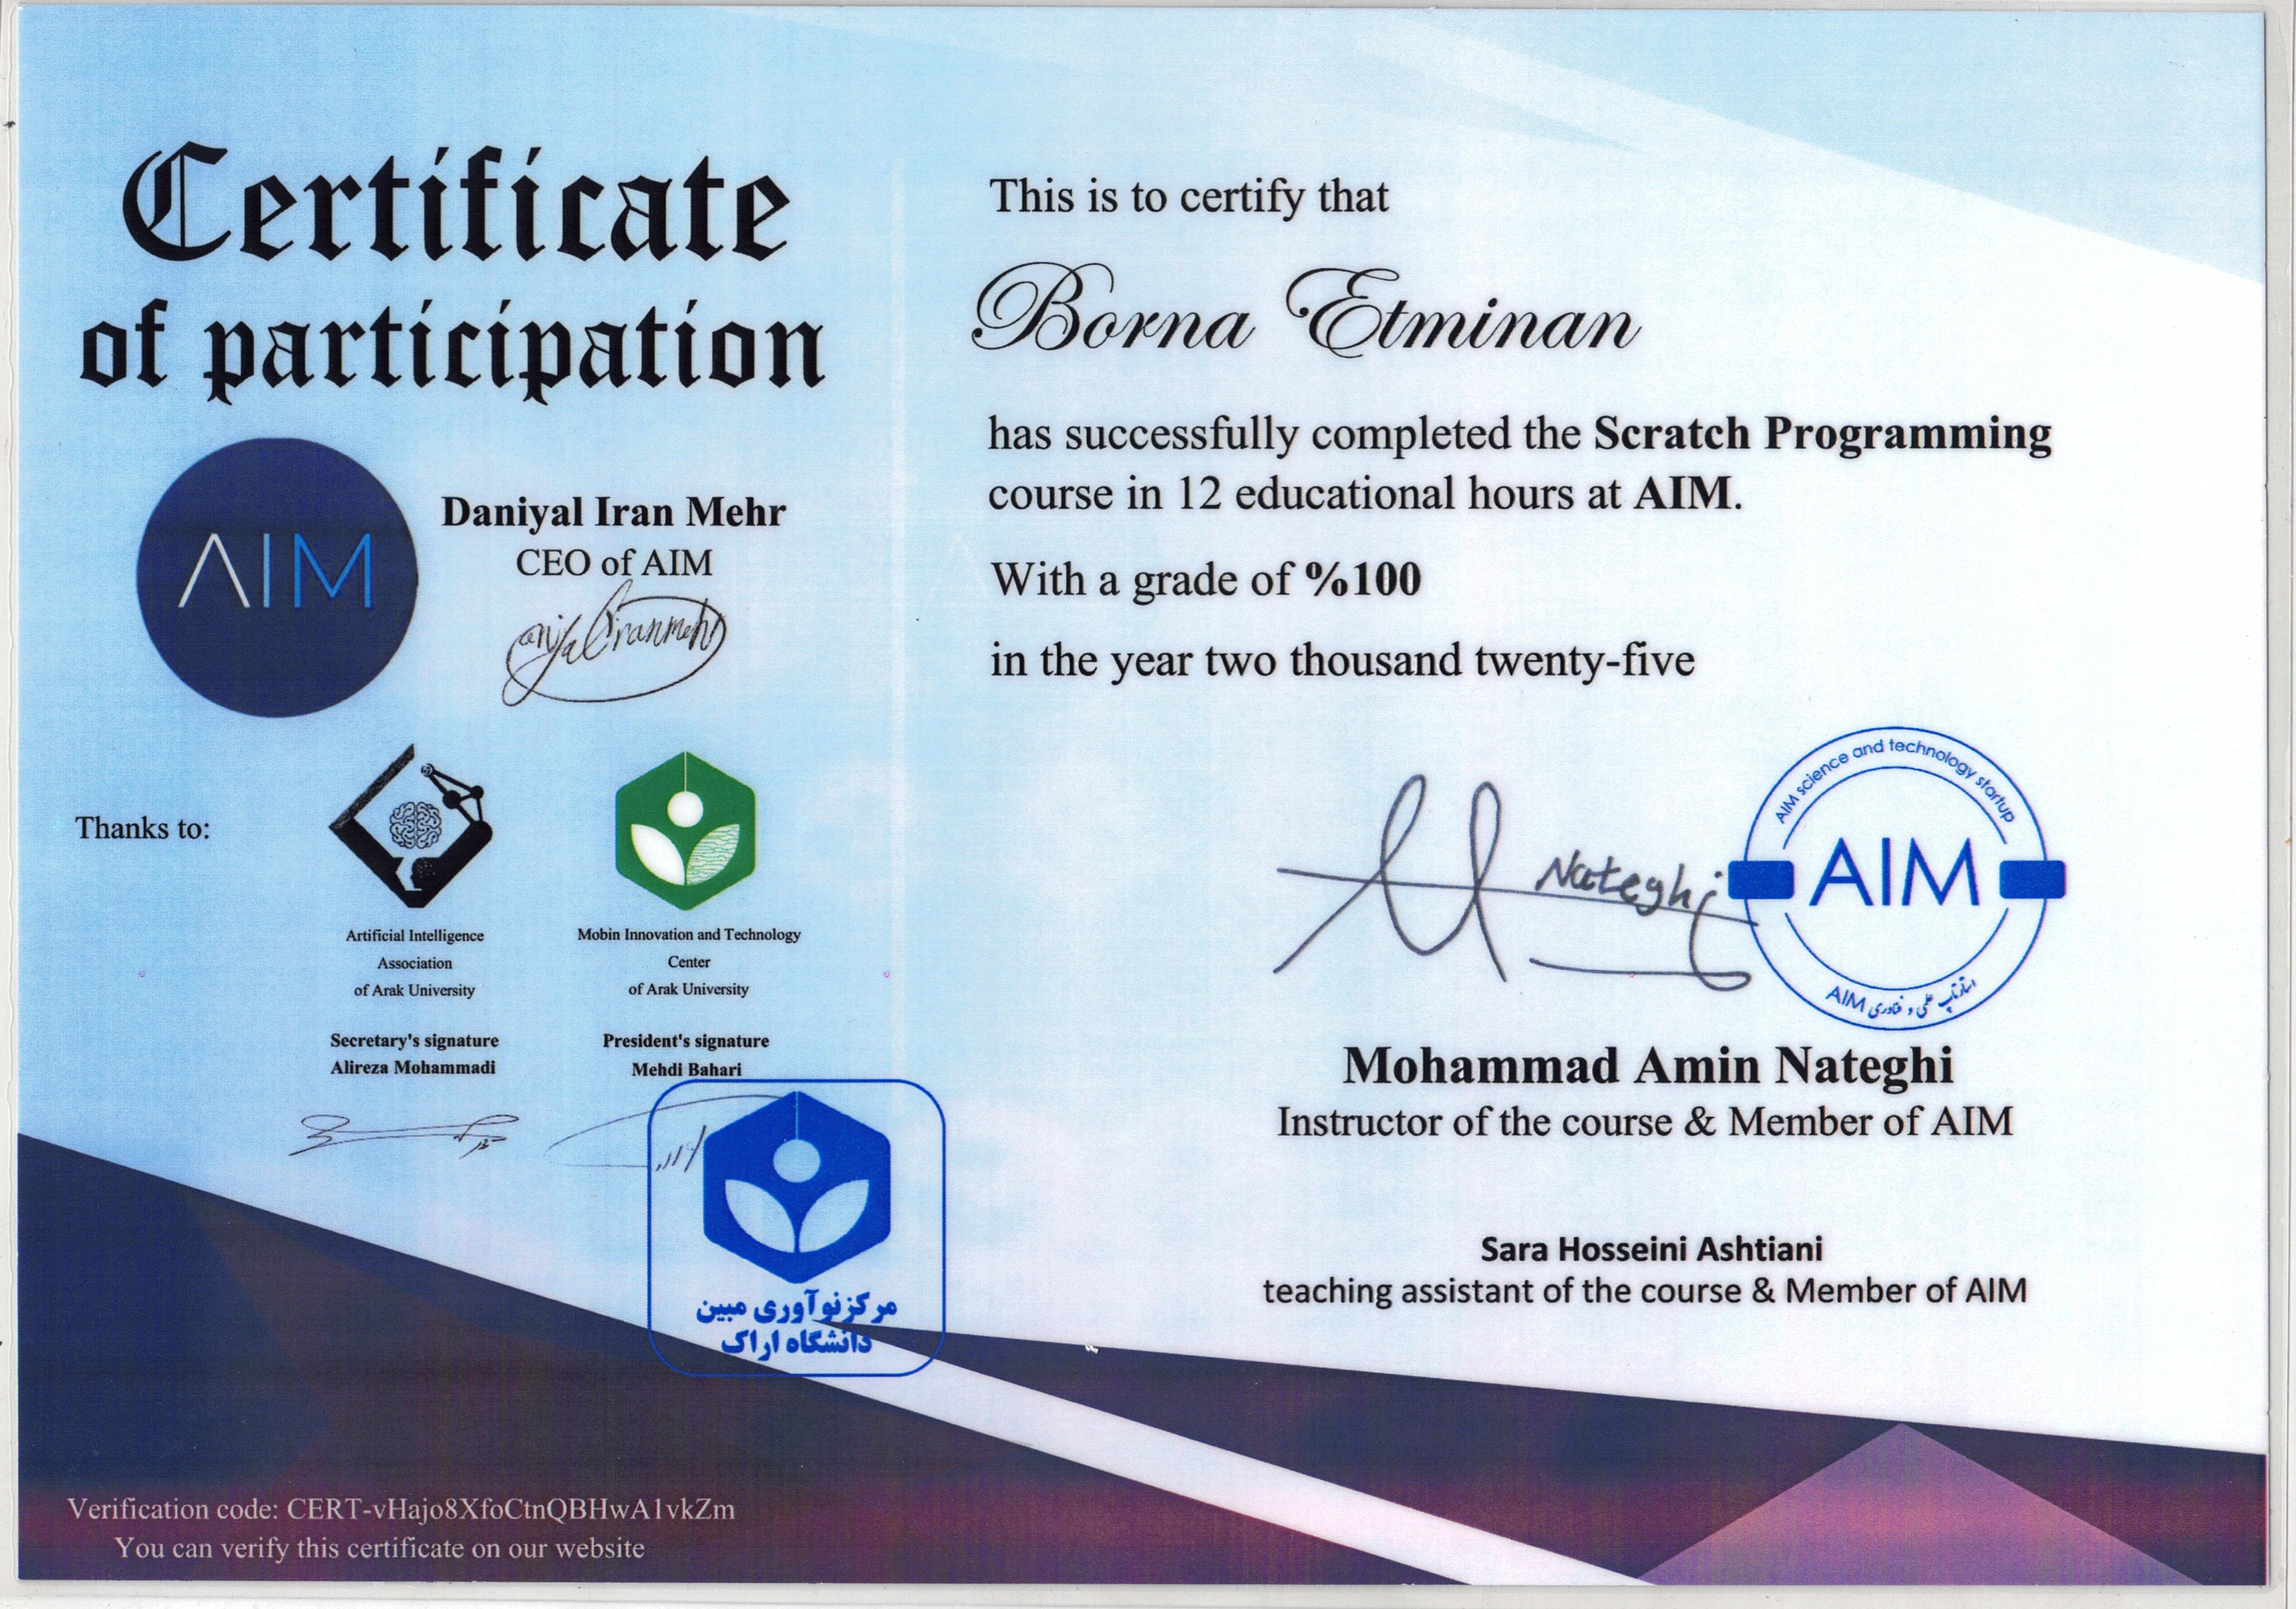 Certificate
of participation
AIM
Daniyal Iran Mehr
CEO of AIM
Thanks to:
Artificial Intelligence
Association
of Arak University
Secretary's signature
Alireza Mohammadi
Mobin Innovation and Technology
Center
of Arak University
President's signature
Mehdi Bahari
مرکز نوآوری مبین
دانشگاه اراک
Verification code: CERT-vHajo8XfoCtnQBHwA1vkZm
You can verify this certificate on our website
This is to certify that
Borna Etminan
has successfully completed the Scratch Programming
course in 12 educational hours at AIM.
With a grade of %100
in the year two thousand twenty-five
Nateghi
AIM science and technology startup
AIM
استارتاپ علمی و فناوری AIM
Mohammad Amin Nateghi
Instructor of the course & Member of AIM
Sara Hosseini Ashtiani
teaching assistant of the course & Member of AIM